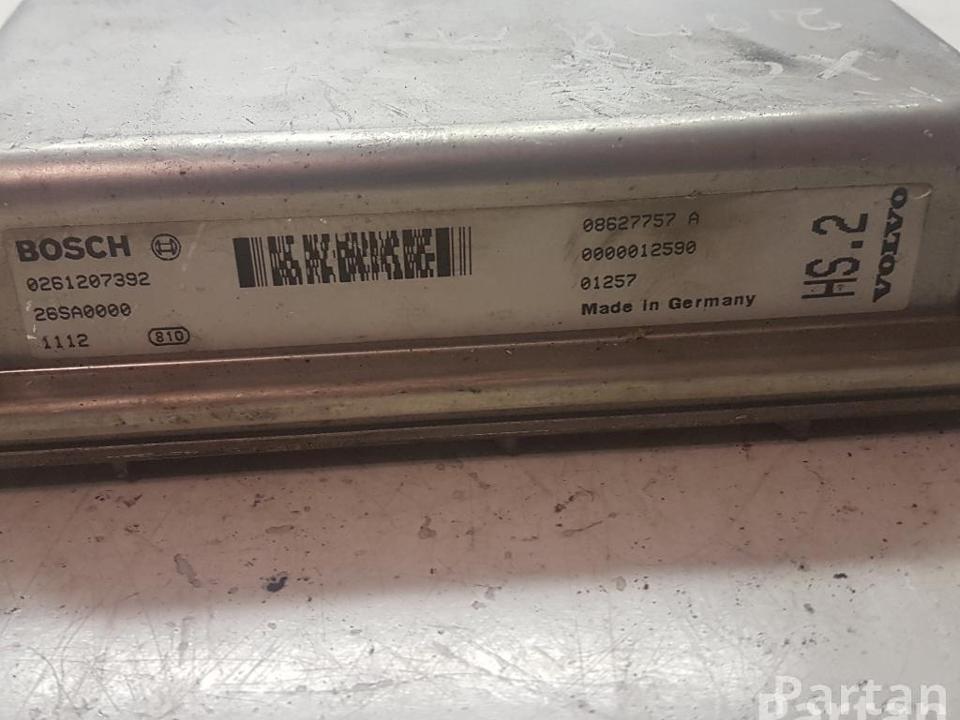 BOSCH
0261207392
26SA0000
1112 810
08627757 A
0000012590
01257
Made in Germany
HS.2
VOLVO
Partan